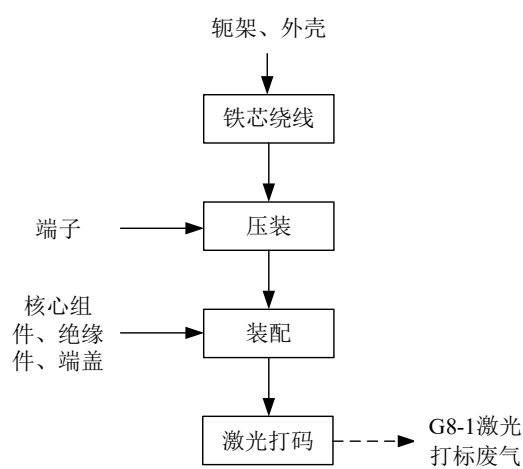 轭架、外壳
铁芯绕线
端子
压装
核心组
件、绝缘
件、端盖
装配
激光打码
G8-1激光
打标废气